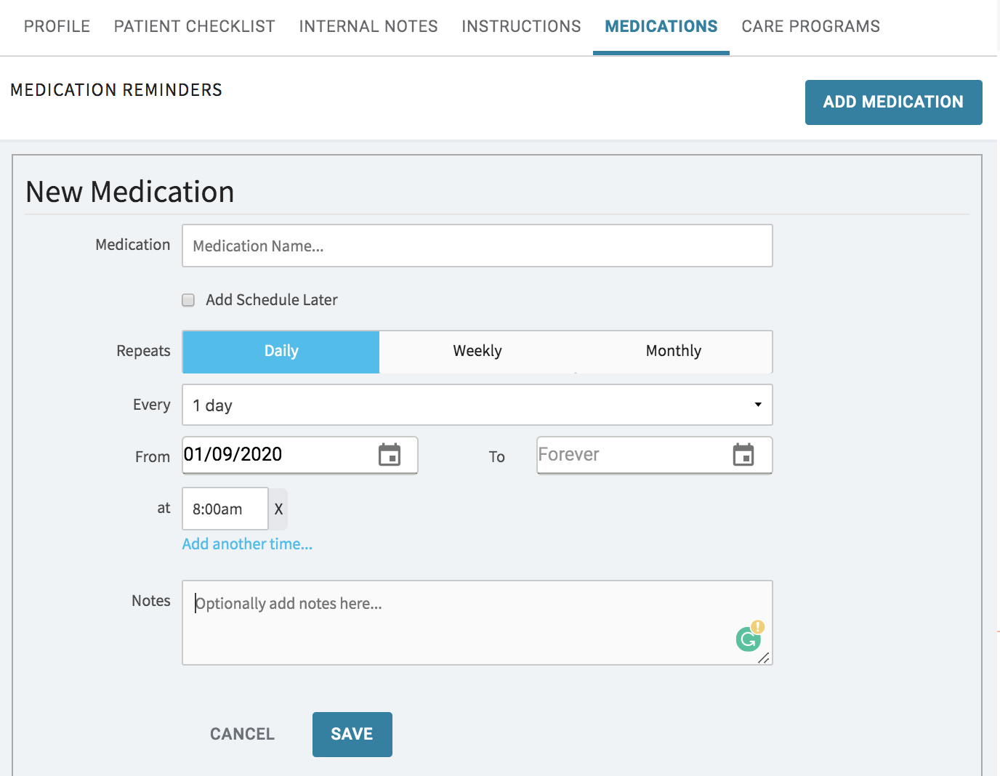 PROFILE PATIENT CHECKLIST INTERNAL NOTES INSTRUCTIONS MEDICATIONS CARE PROGRAMS
MEDICATION REMINDERS
ADD MEDICATION
New Medication
Medication Medication Name...
Add Schedule Later
Repeats Daily Weekly Monthly
Every 1 day
From 01/09/2020 To Forever
at 8:00am X
Add another time...
Notes Optionally add notes here...
G !
CANCEL SAVE